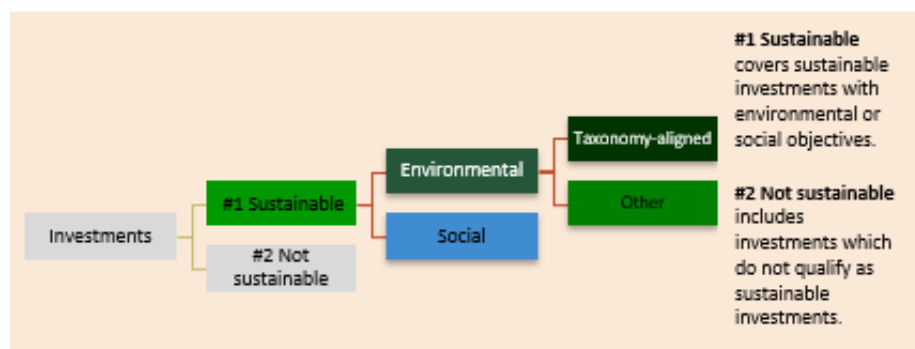 Investments
#1 Sustainable
#2 Not
sustainable
Environmental
Social
Taxonomy-aligned
Other
#1 Sustainable
covers sustainable
investments with
environmental or
social objectives.
#2 Not sustainable
includes
investments which
do not qualify as
sustainable
investments.